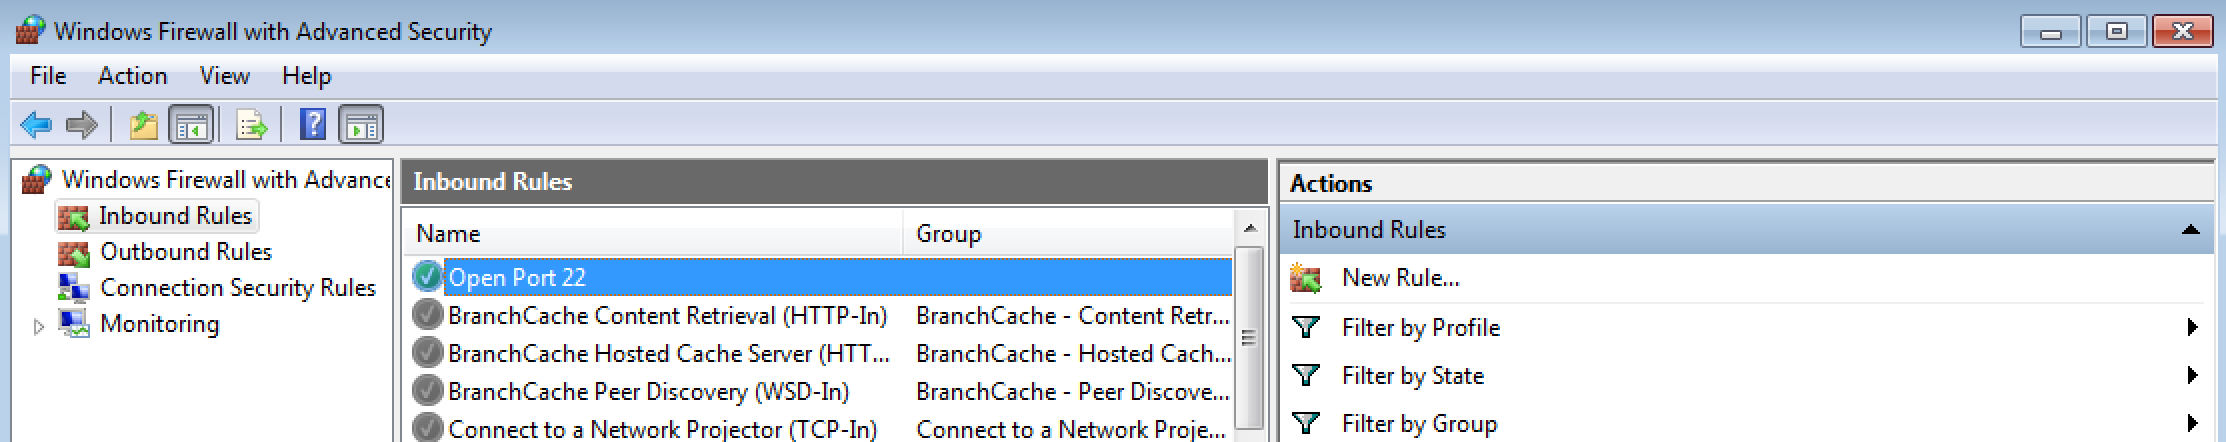 Windows Firewall with Advanced Security
File Action View Help
Windows Firewall with Advance
Inbound Rules
Outbound Rules
Connection Security Rules
Monitoring
Inbound Rules
Name Group
Open Port 22
BranchCache Content Retrieval (HTTP-In) BranchCache - Content Retr...
BranchCache Hosted Cache Server (HTT... BranchCache - Hosted Cach...
BranchCache Peer Discovery (WSD-In) BranchCache - Peer Discove...
Connect to a Network Projector (TCP-In) Connect to a Network Proje...
Actions
Inbound Rules
New Rule...
Filter by Profile
Filter by State
Filter by Group